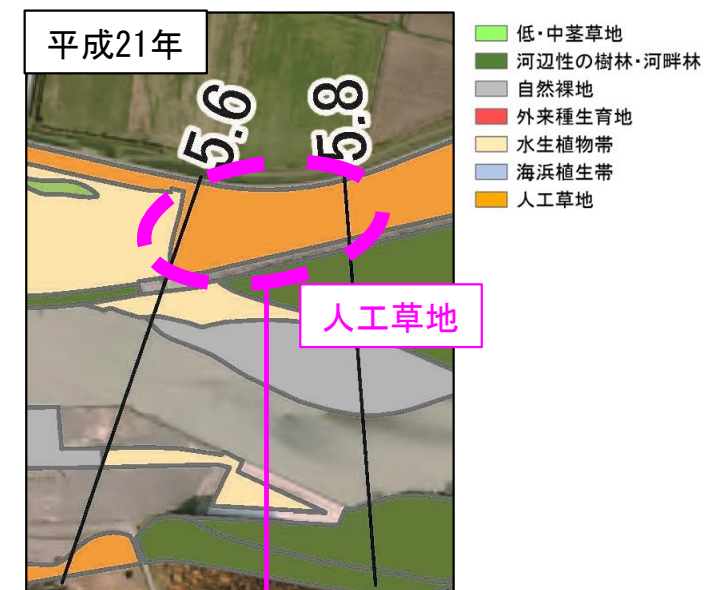 平成21年
5.6
5.8
人工草地
低・中茎草地
河辺性の樹林・河畔林
自然裸地
外来種生育地
水生植物帯
海浜植生帯
人工草地